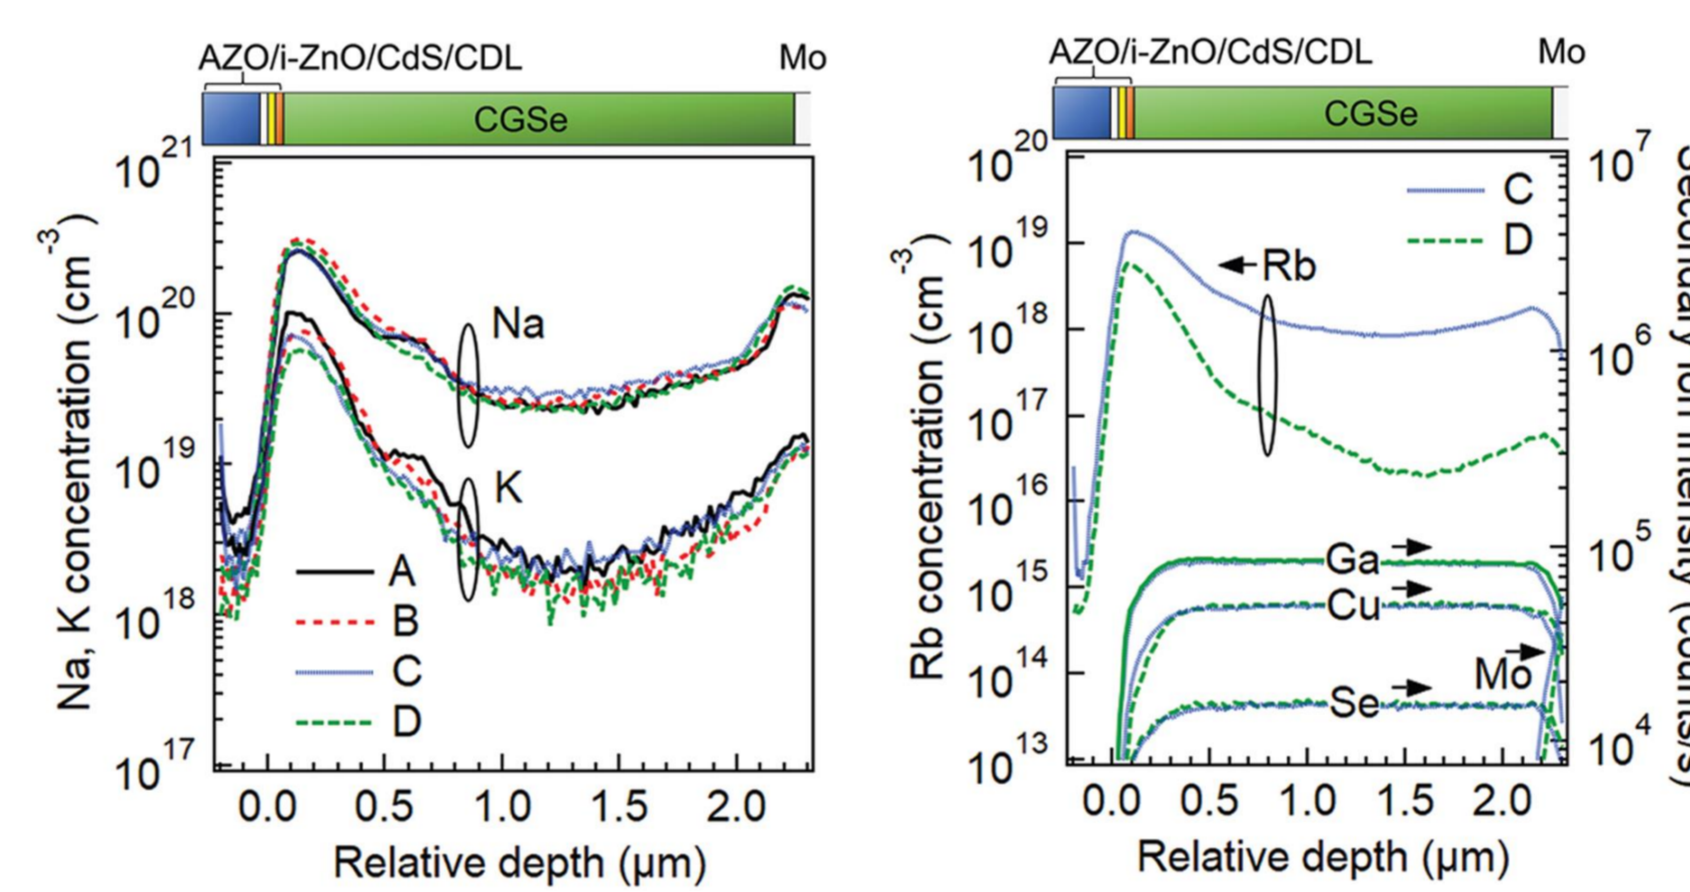 AZO/i-ZnO/CdS/CDL Mo
CGSe
Na, K concentration (cm-3)
10^21
10^20
10^19
10^18
10^17
Na
K
A
B
C
D
0.0 0.5 1.0 1.5 2.0
Relative depth (μm)
AZO/i-ZnO/CdS/CDL Mo
CGSe
Rb concentration (cm-3)
10^20
10^19
10^18
10^17
10^16
10^15
10^14
10^13
C
D
Rb
Ga
Cu
Mo
Se
10^7
10^6
10^5
10^4
Secondary ion intensity (counts/s)
0.0 0.5 1.0 1.5 2.0
Relative depth (μm)